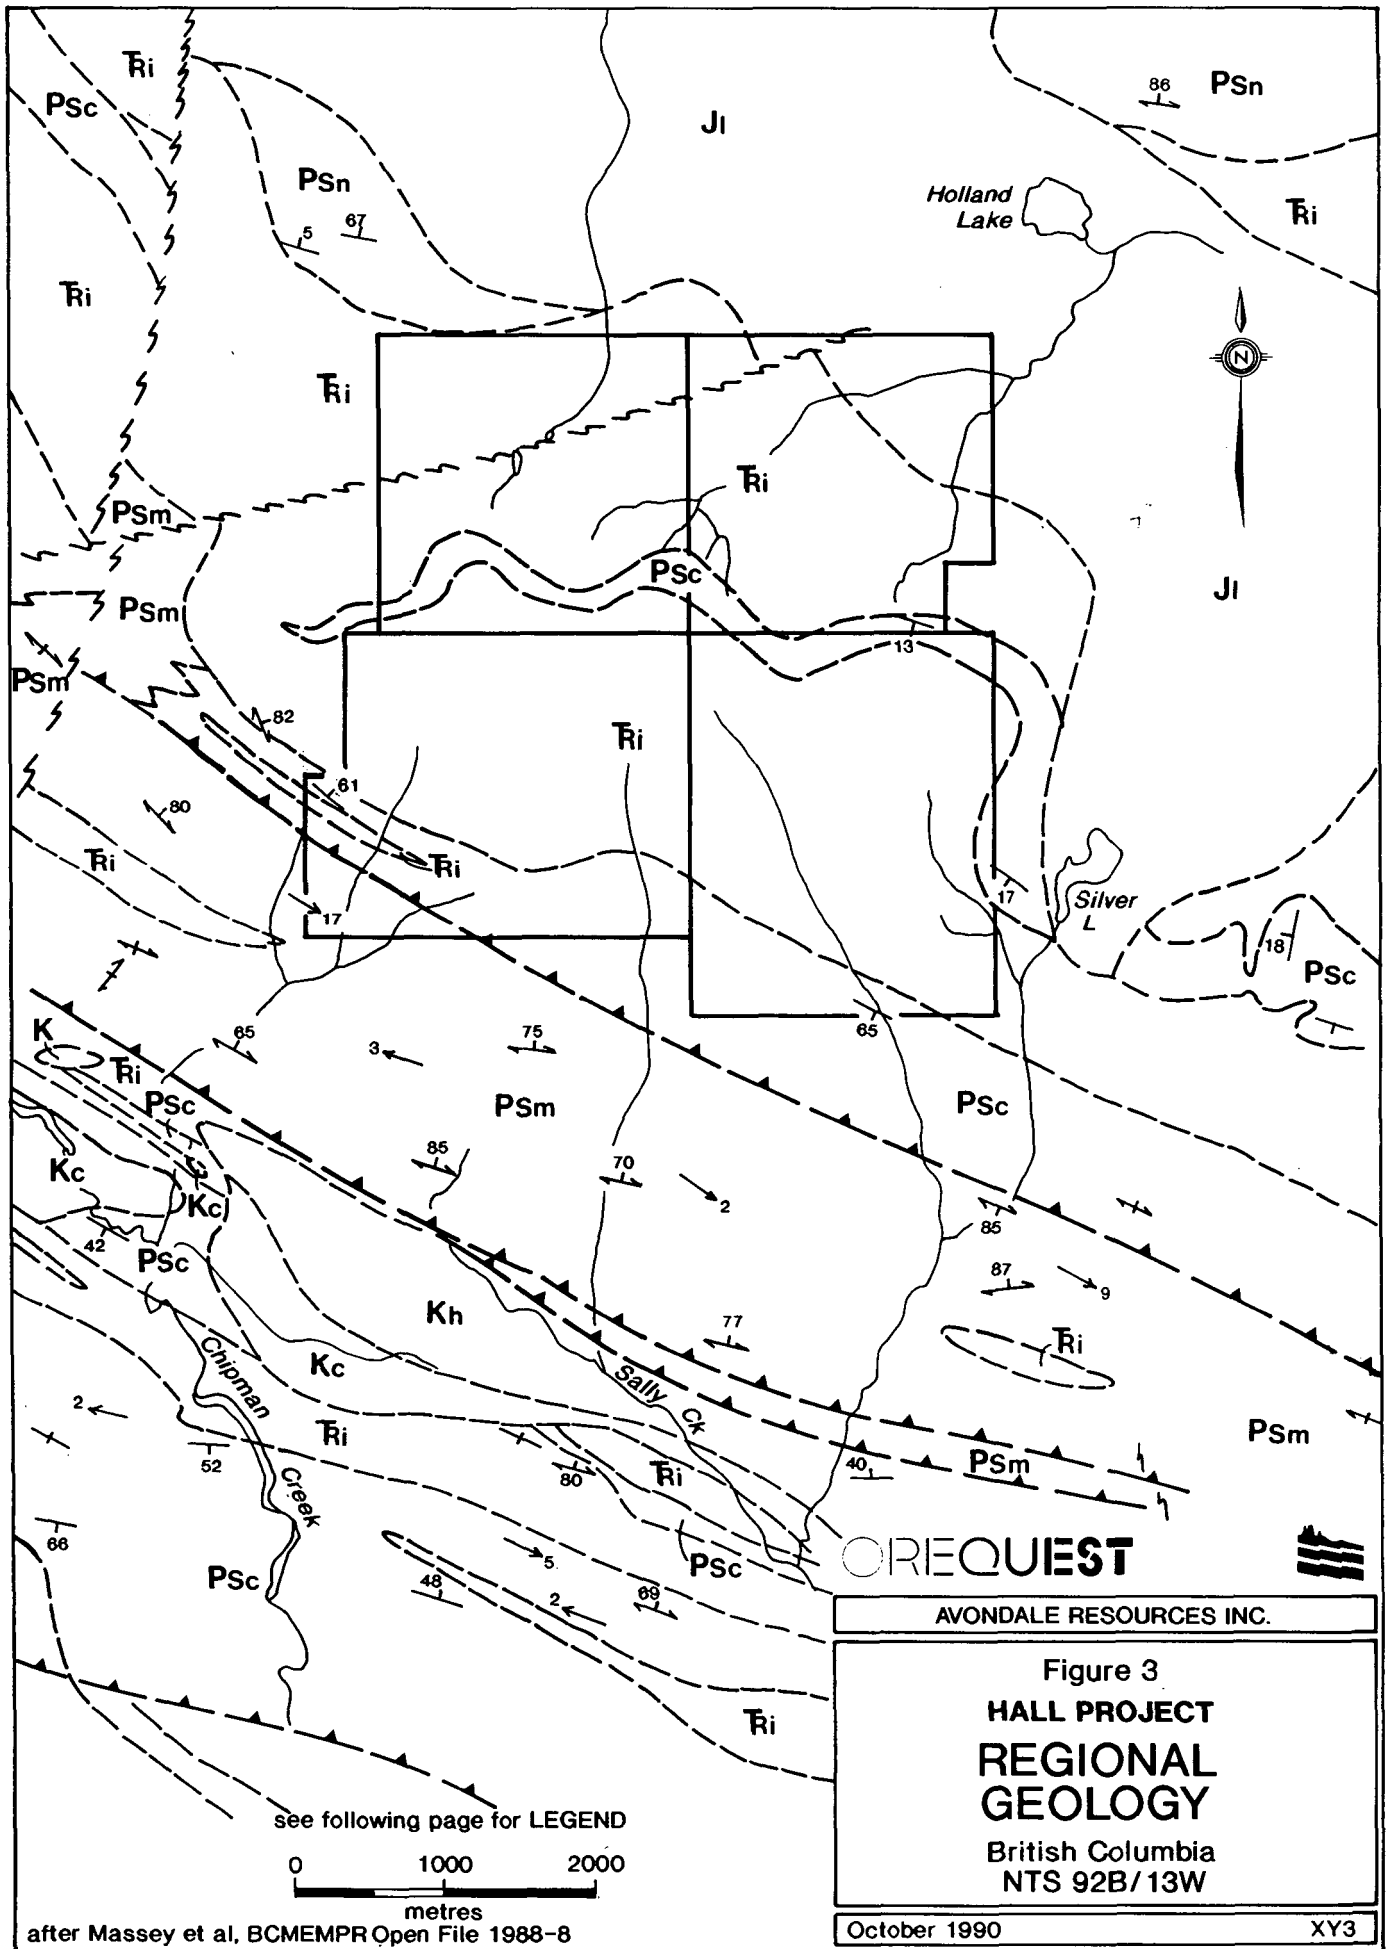 TRi
PSc
PSn
Jl
86
PSn
Holland
Lake
TRi
5
67
TRi
N
TRi
TRi
PSm
PSc
Jl
PSm
13
PSm
82
TRi
61
80
TRi
TRi
17
17
Silver
L
18
PSc
K
65
TRi
3
75
65
PSc
PSm
PSc
85
70
2
Kc
Kc
85
42
PSc
87
9
Kh
77
TRi
Kc
Chipman
Creek
Sally Ck
2
TRi
PSm
52
80
TRi
40
PSm
66
PSc
5
PSc
48
2
69
TRi
OREQUEST
AVONDALE RESOURCES INC.
Figure 3
HALL PROJECT
REGIONAL
GEOLOGY
British Columbia
NTS 92B/13W
October 1990
XY3
see following page for LEGEND
0 1000 2000
metres
after Massey et al, BCMEMPR Open File 1988-8